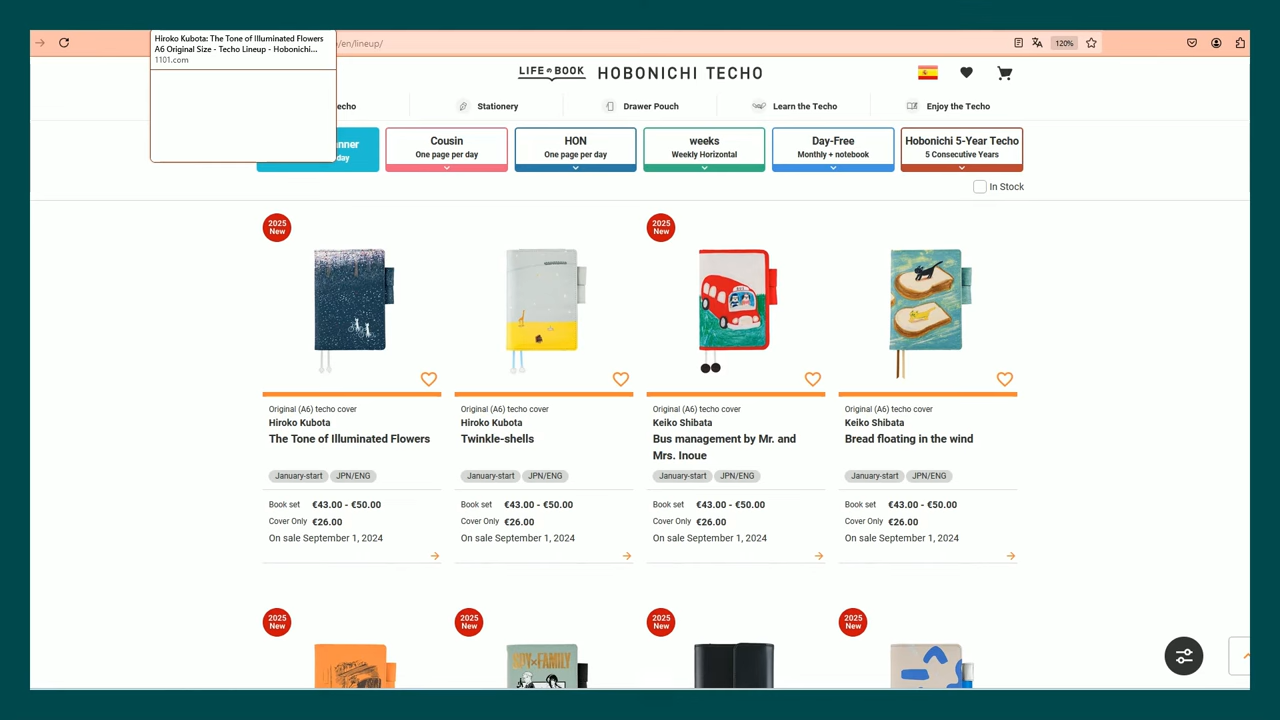 Hiroko Kubota: The Tone of Illuminated Flowers
A6 Original Size - Techo Lineup - Hobonichi...
1101.com
/en/lineup/
120%
LIFE BOOK HOBONICHI TECHO
echo
Stationery
Drawer Pouch
Learn the Techo
Enjoy the Techo
nner
day
Cousin
One page per day
HON
One page per day
weeks
Weekly Horizontal
Day-Free
Monthly + notebook
Hobonichi 5-Year Techo
5 Consecutive Years
In Stock
2025
New
2025
New
Original (A6) techo cover
Hiroko Kubota
The Tone of Illuminated Flowers
January-start JPN/ENG
Book set €43.00 - €50.00
Cover Only €26.00
On sale September 1, 2024
Original (A6) techo cover
Hiroko Kubota
Twinkle-shells
January-start JPN/ENG
Book set €43.00 - €50.00
Cover Only €26.00
On sale September 1, 2024
Original (A6) techo cover
Keiko Shibata
Bus management by Mr. and
Mrs. Inoue
January-start JPN/ENG
Book set €43.00 - €50.00
Cover Only €26.00
On sale September 1, 2024
Original (A6) techo cover
Keiko Shibata
Bread floating in the wind
January-start JPN/ENG
Book set €43.00 - €50.00
Cover Only €26.00
On sale September 1, 2024
2025
New
2025
New
2025
New
2025
New